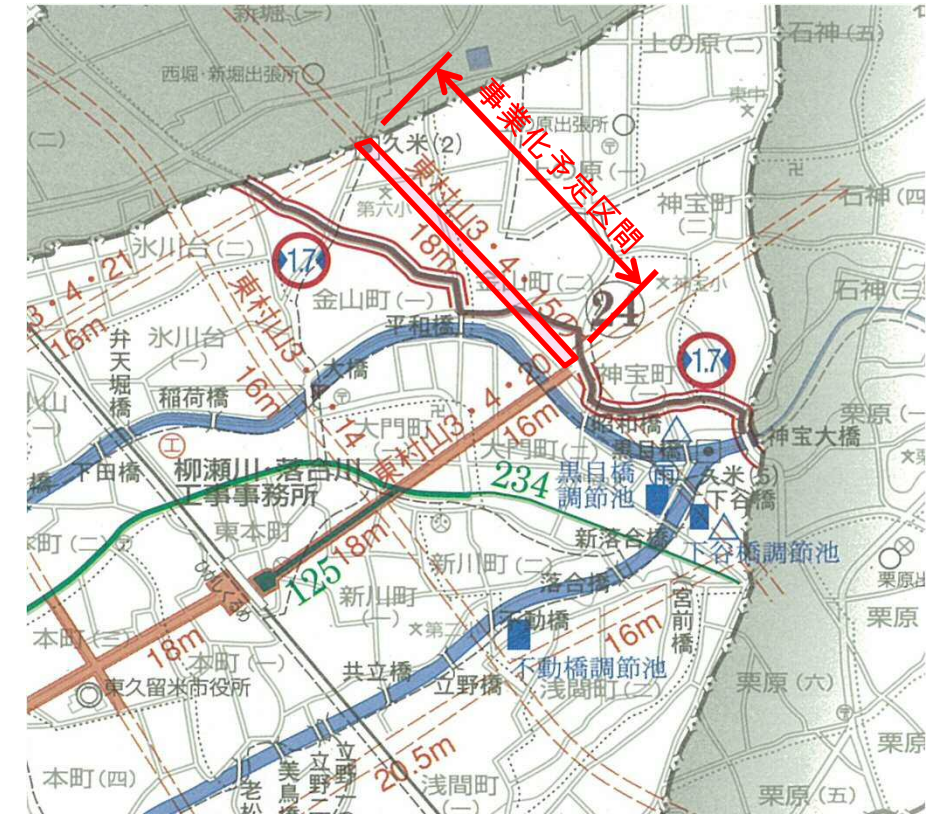 新堀(一)
西堀・新堀出張所
上の原(二)
石神(五)
東中
久米(2)
事業化予定区間
原出張所
第六小
東村山3・4・15
18m
神宝町
(二)
石神(四
氷川台(二)
1.7
金山町(一)
金山町(二)
神宝小
24
石神(三
3・4・21
16m
東村山3・
・14
16m
平和橋
弁天堀橋
氷川台
(一)
大橋
稲荷橋
1.7
神宝町
昭和橋
栗原(一
神宝大橋
大門町
東村山3・4・20
16m
大門町(二)
黒目橋
久米(5)
下田橋
橋
柳瀬川・落合川
工事事務所
234
黒目橋
調節池
雨
下谷橋
東本町
新落合橋
下谷橋調節池
18m
125
新川町(二)
新川町
(一)
落合橋
宮前橋
栗原出
本町(三)
18m
本町(一)
第二
不動橋
16m
栗原
東久留米市役所
共立橋
立野橋
不動橋調節池
浅間町(二)
栗原(六)
20.5m
栗原
本町(四)
浅間町
(一)
栗原(五)